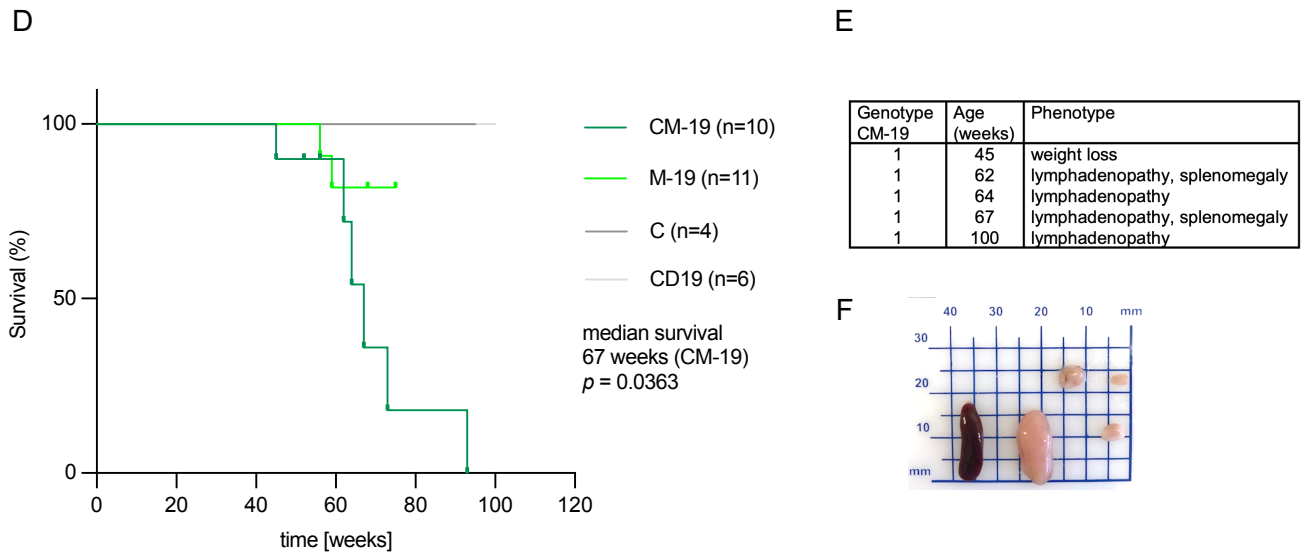 D
100
50
0
0 20 40 60 80 100 120
Survival (%)
time [weeks]
CM-19 (n=10)
M-19 (n=11)
C (n=4)
CD19 (n=6)
median survival
67 weeks (CM-19)
p = 0.0363
E
Genotype CM-19 Age (weeks) Phenotype
1 45 weight loss
1 62 lymphadenopathy, splenomegaly
1 64 lymphadenopathy
1 67 lymphadenopathy, splenomegaly
1 100 lymphadenopathy
F
40 30 20 10 mm
30
20
10
mm